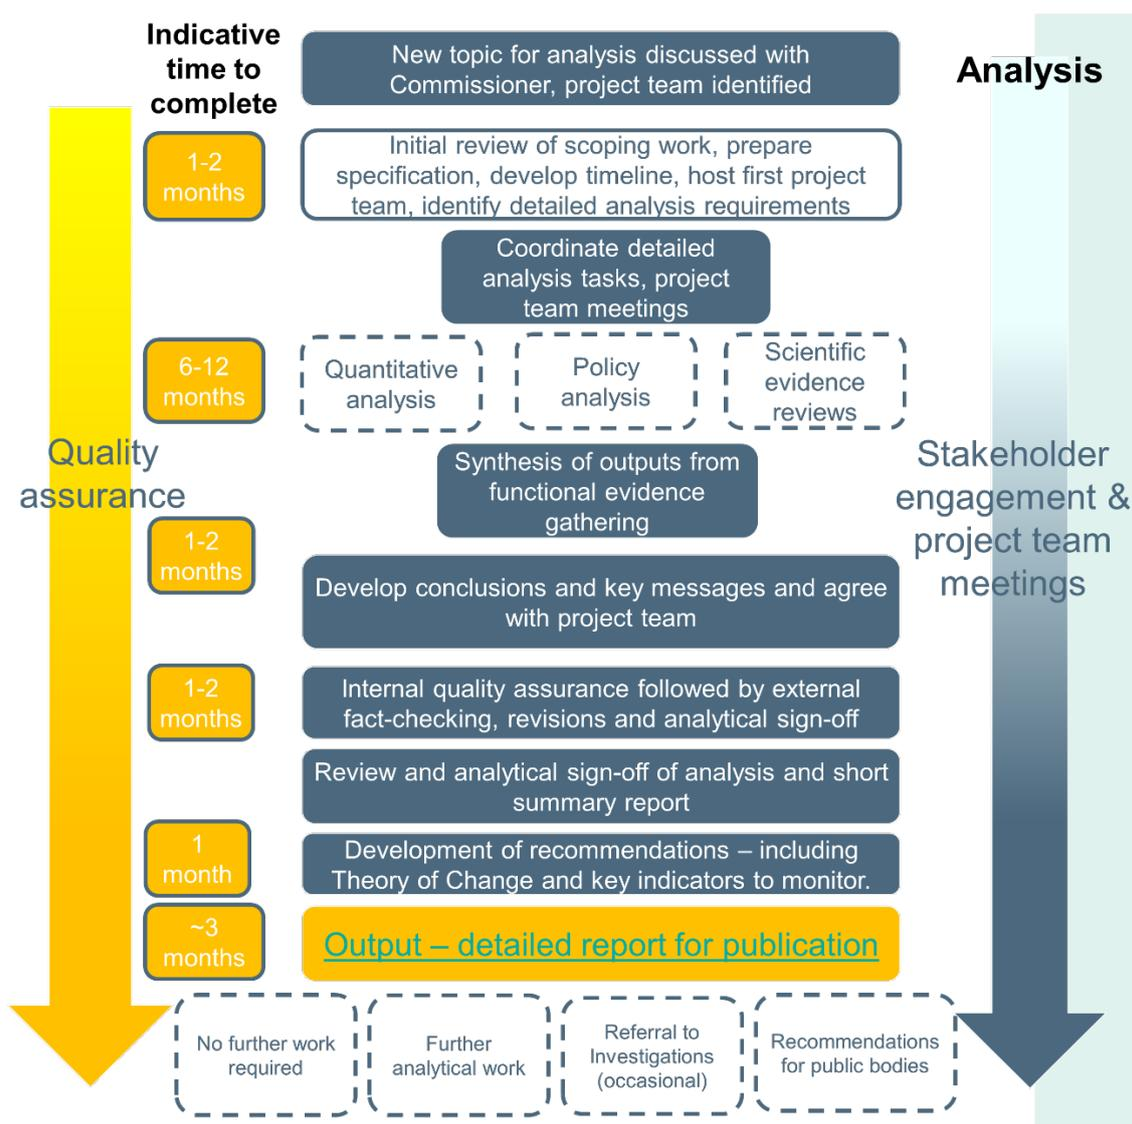 Indicative
time to
complete
New topic for analysis discussed with
Commissioner, project team identified
Analysis
1-2
months
Initial review of scoping work, prepare
specification, develop timeline, host first project
team, identify detailed analysis requirements
Coordinate detailed
analysis tasks, project
team meetings
6-12
months
Quantitative
analysis
Policy
analysis
Scientific
evidence
reviews
Quality
assurance
Synthesis of outputs from
functional evidence
gathering
Stakeholder
engagement &
project team
meetings
1-2
months
Develop conclusions and key messages and agree
with project team
1-2
months
Internal quality assurance followed by external
fact-checking, revisions and analytical sign-off
Review and analytical sign-off of analysis and short
summary report
1
month
Development of recommendations – including
Theory of Change and key indicators to monitor.
~3
months
Output – detailed report for publication
No further work
required
Further
analytical work
Referral to
Investigations
(occasional)
Recommendations
for public bodies